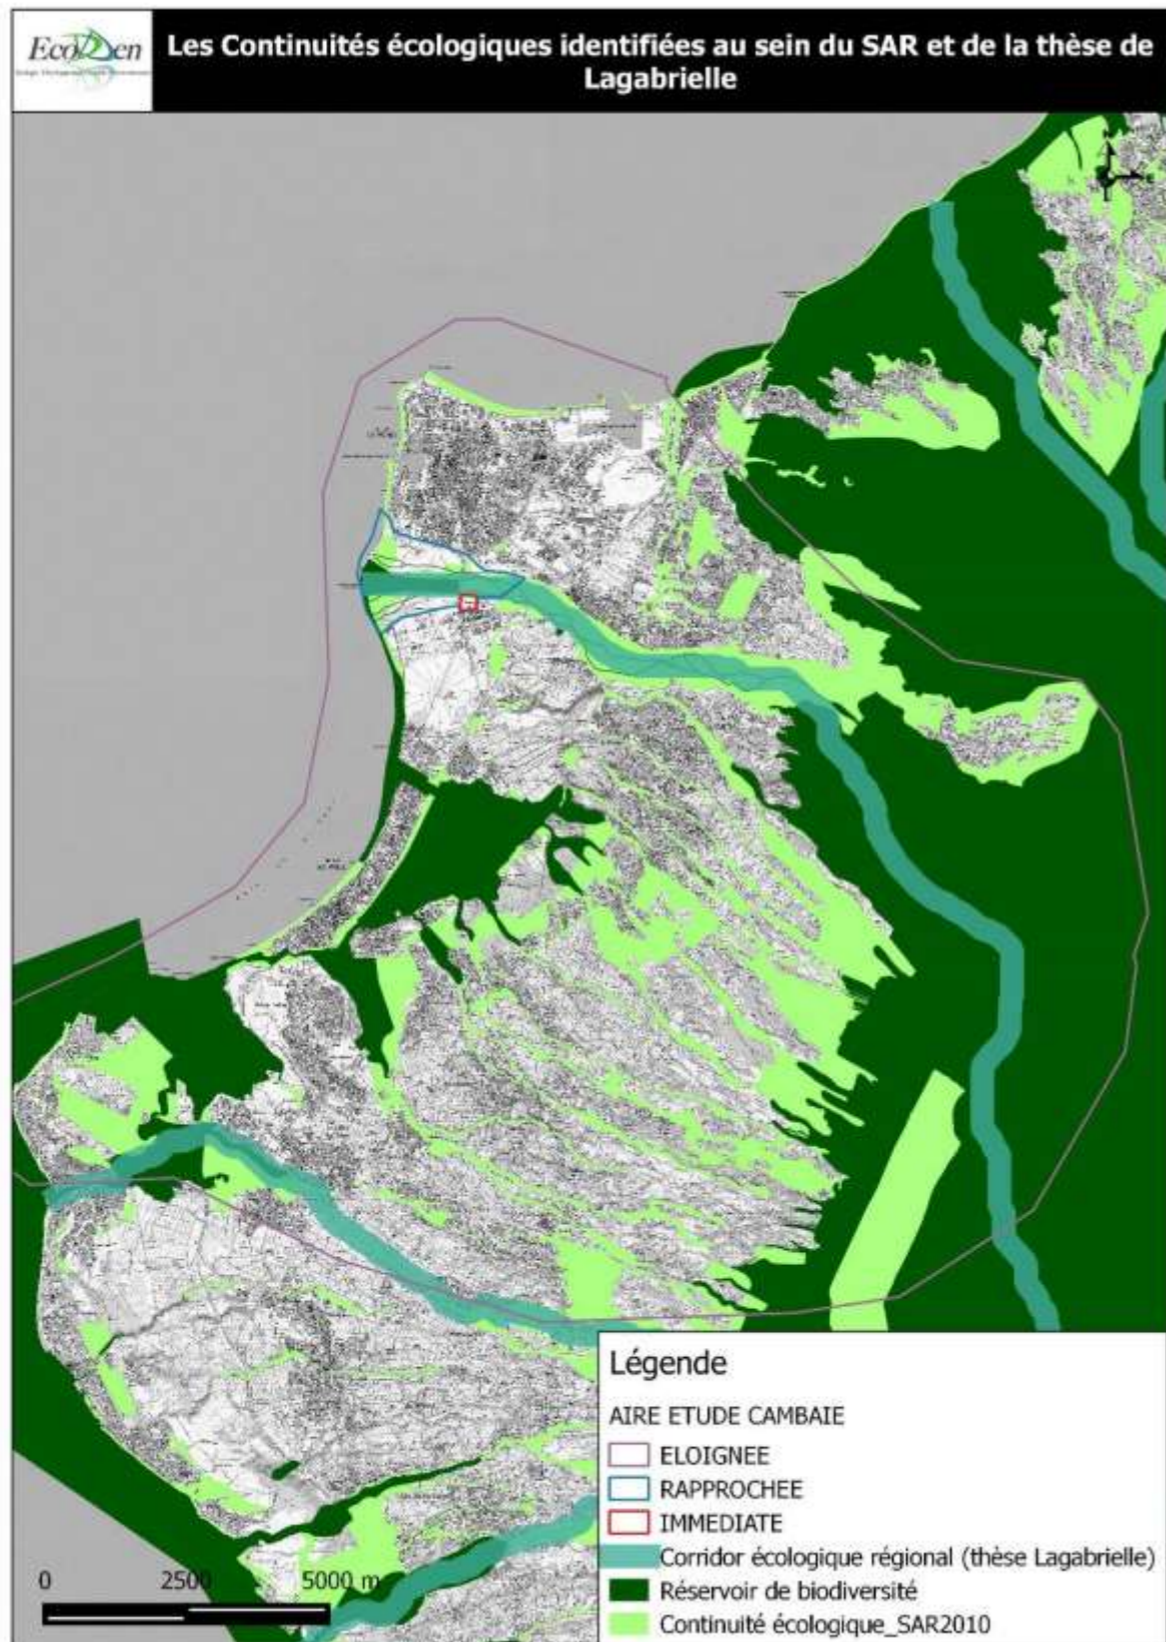 EcoDDen
Les Continuités écologiques identifiées au sein du SAR et de la thèse de
Lagabrielle
Légende
AIRE ETUDE CAMBAIE
ELOIGNEE
RAPPROCHEE
IMMEDIATE
Corridor écologique régional (thèse Lagabrielle)
Réservoir de biodiversité
Continuité écologique_SAR2010
0 2500 5000 m